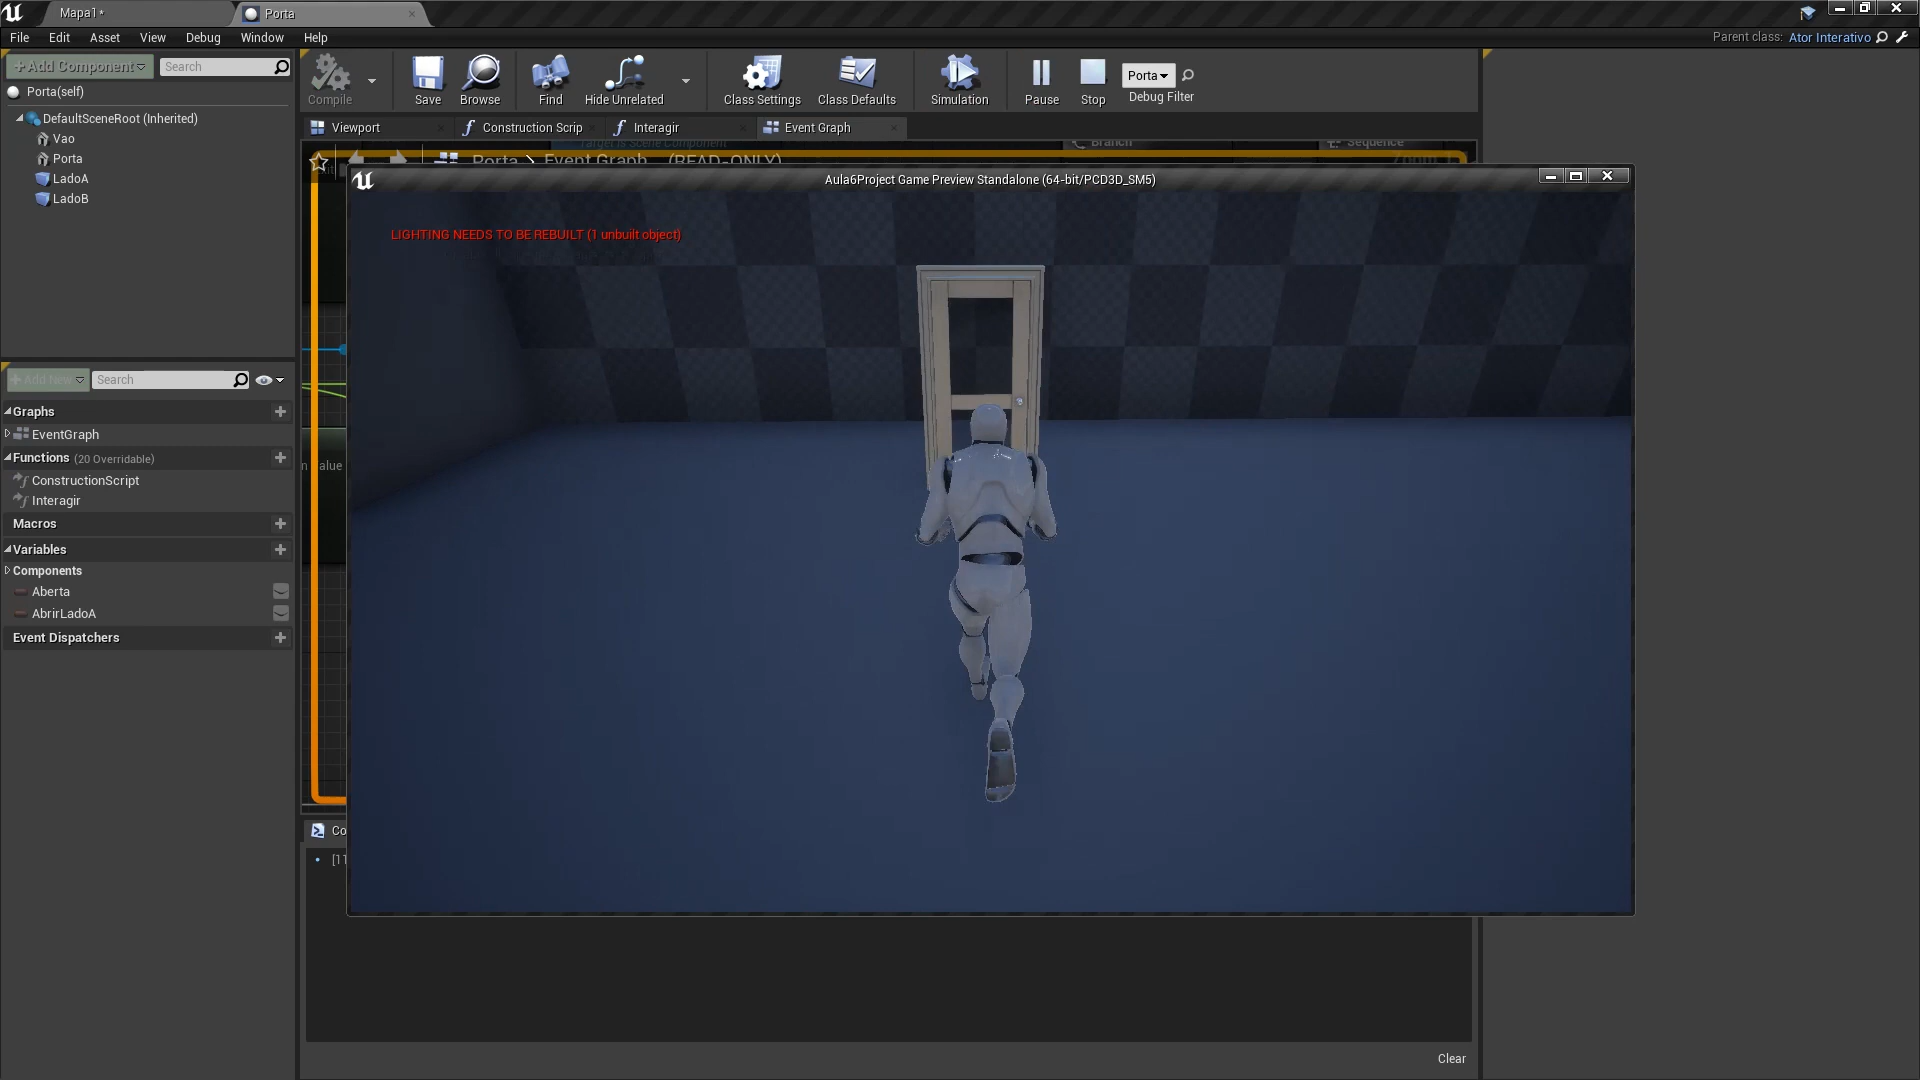 Mapa1*
Porta
File Edit Asset View Debug Window Help
Parent class: Ator Interativo
Add Component
Search
Porta(self)
DefaultSceneRoot (Inherited)
Vao
Porta
LadoA
LadoB
Compile
Save
Browse
Find
Hide Unrelated
Class Settings
Class Defaults
Simulation
Pause
Stop
Porta
Debug Filter
Viewport
Construction Scrip
Interagir
Event Graph
Target is Scene Component
Branch
Sequence
Porta > Event Graph (READ-ONLY)
Aula6Project Game Preview Standalone (64-bit/PCD3D_SM5)
LIGHTING NEEDS TO BE REBUILT (1 unbuilt object)
Add New
Search
Graphs
EventGraph
Functions (20 Overridable)
ConstructionScript
Interagir
Macros
Variables
Components
Aberta
AbrirLadoA
Event Dispatchers
n Value
Co
[11
Clear